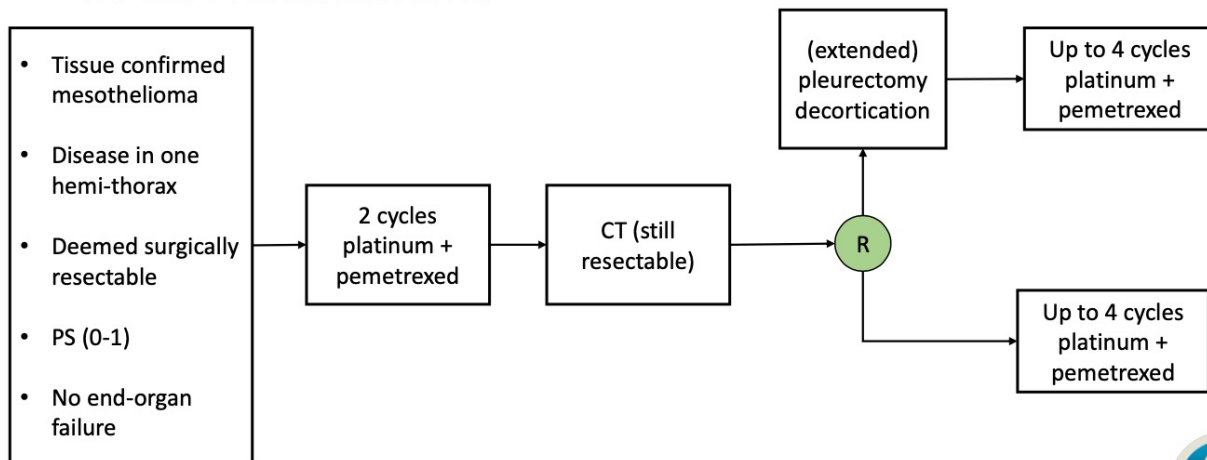 • Tissue confirmed
mesothelioma
• Disease in one
hemi-thorax
• Deemed surgically
resectable
• PS (0-1)
• No end-organ
failure
2 cycles
platinum +
pemetrexed
CT (still
resectable)
R
(extended)
pleurectomy
decortication
Up to 4 cycles
platinum +
pemetrexed
Up to 4 cycles
platinum +
pemetrexed